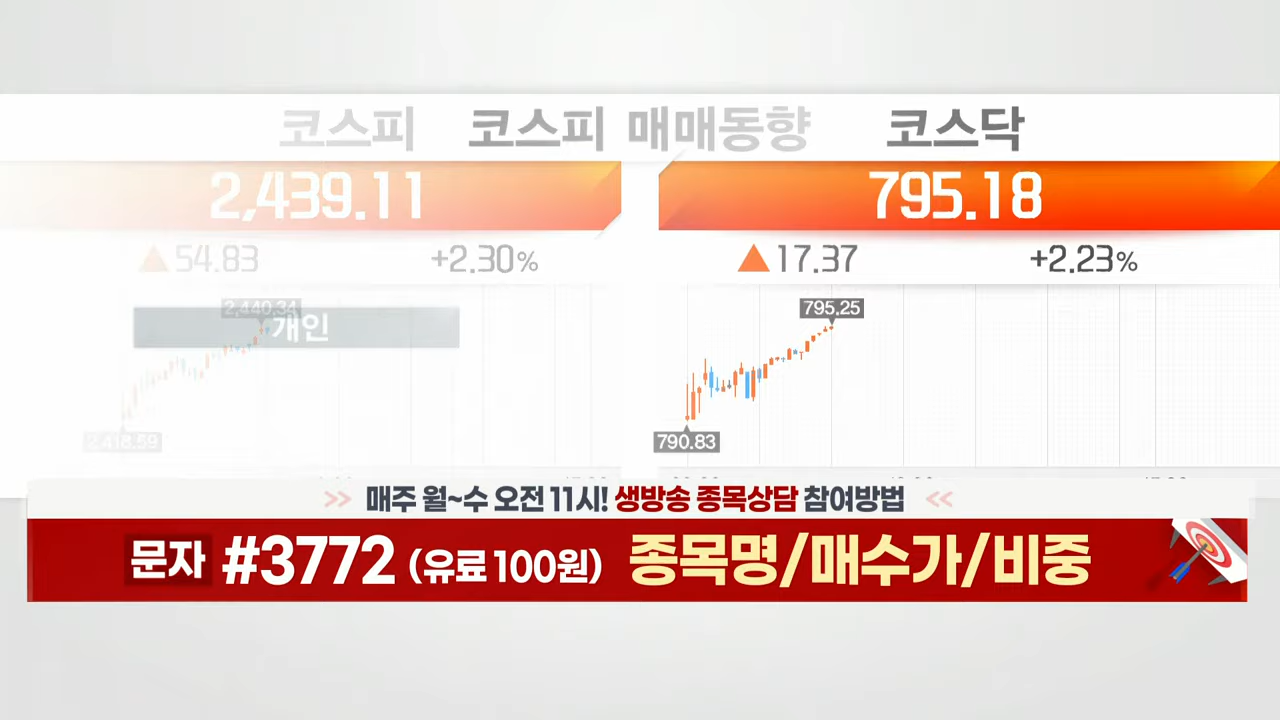 코스피 코스피 매매동향 코스닥
2,439.11 795.18
▲54.83 +2.30% ▲17.37 +2.23%
2,440.34 795.25
개인
2,418.59 790.83
>> 매주 월~수 오전 11시! 생방송 종목상담 참여방법 <<
문자 #3772 (유료 100원) 종목명/매수가/비중